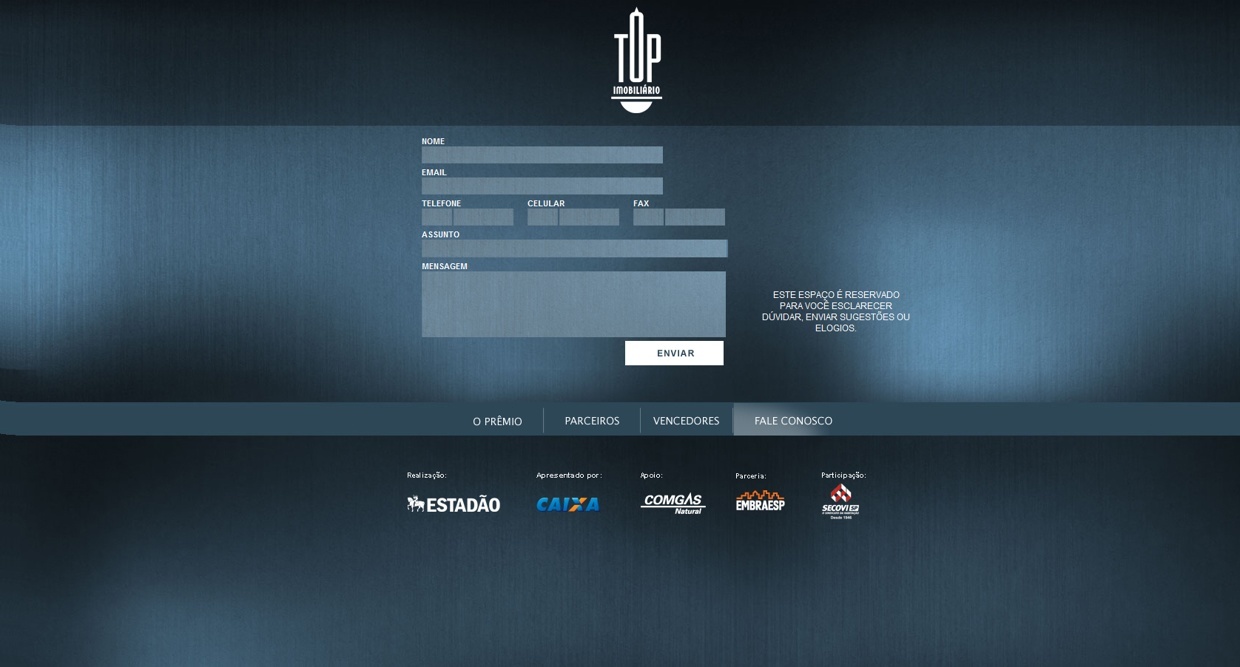 TOP
IMOBILIÁRIO
NOME
EMAIL
TELEFONE CELULAR FAX
ASSUNTO
MENSAGEM
ESTE ESPAÇO É RESERVADO
PARA VOCÊ ESCLARECER
DÚVIDAR, ENVIAR SUGESTÕES OU
ELOGIOS.
ENVIAR
O PRÊMIO PARCEIROS VENCEDORES FALE CONOSCO
Realização: Apresentado por: Apoio: Parceria: Participação:
ESTADÃO CAIXA COMGÁS EMBRAESP SECOVI SP
Natural
Desde 1946